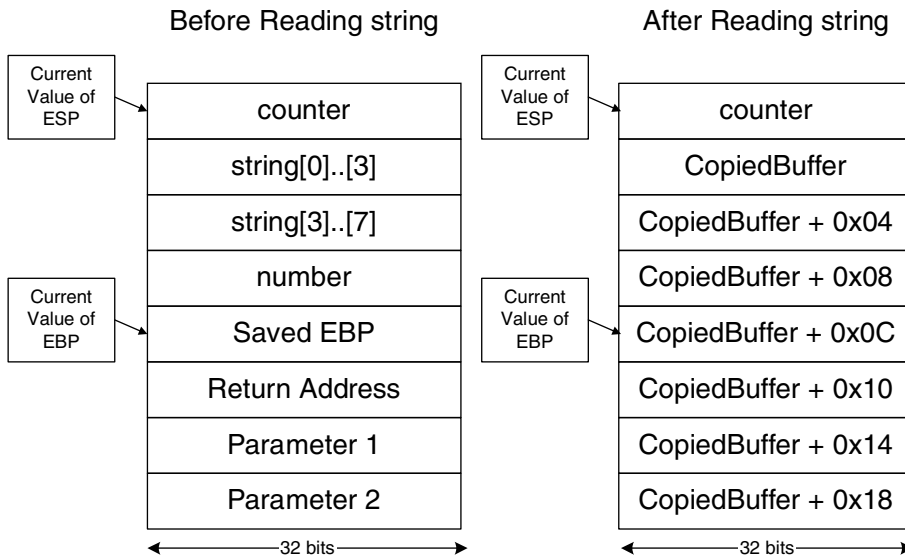 Before Reading string
Current
Value of
ESP
counter
string[0]..[3]
string[3]..[7]
number
Current
Value of
EBP
Saved EBP
Return Address
Parameter 1
Parameter 2
32 bits
After Reading string
Current
Value of
ESP
counter
CopiedBuffer
CopiedBuffer + 0x04
CopiedBuffer + 0x08
Current
Value of
EBP
CopiedBuffer + 0x0C
CopiedBuffer + 0x10
CopiedBuffer + 0x14
CopiedBuffer + 0x18
32 bits